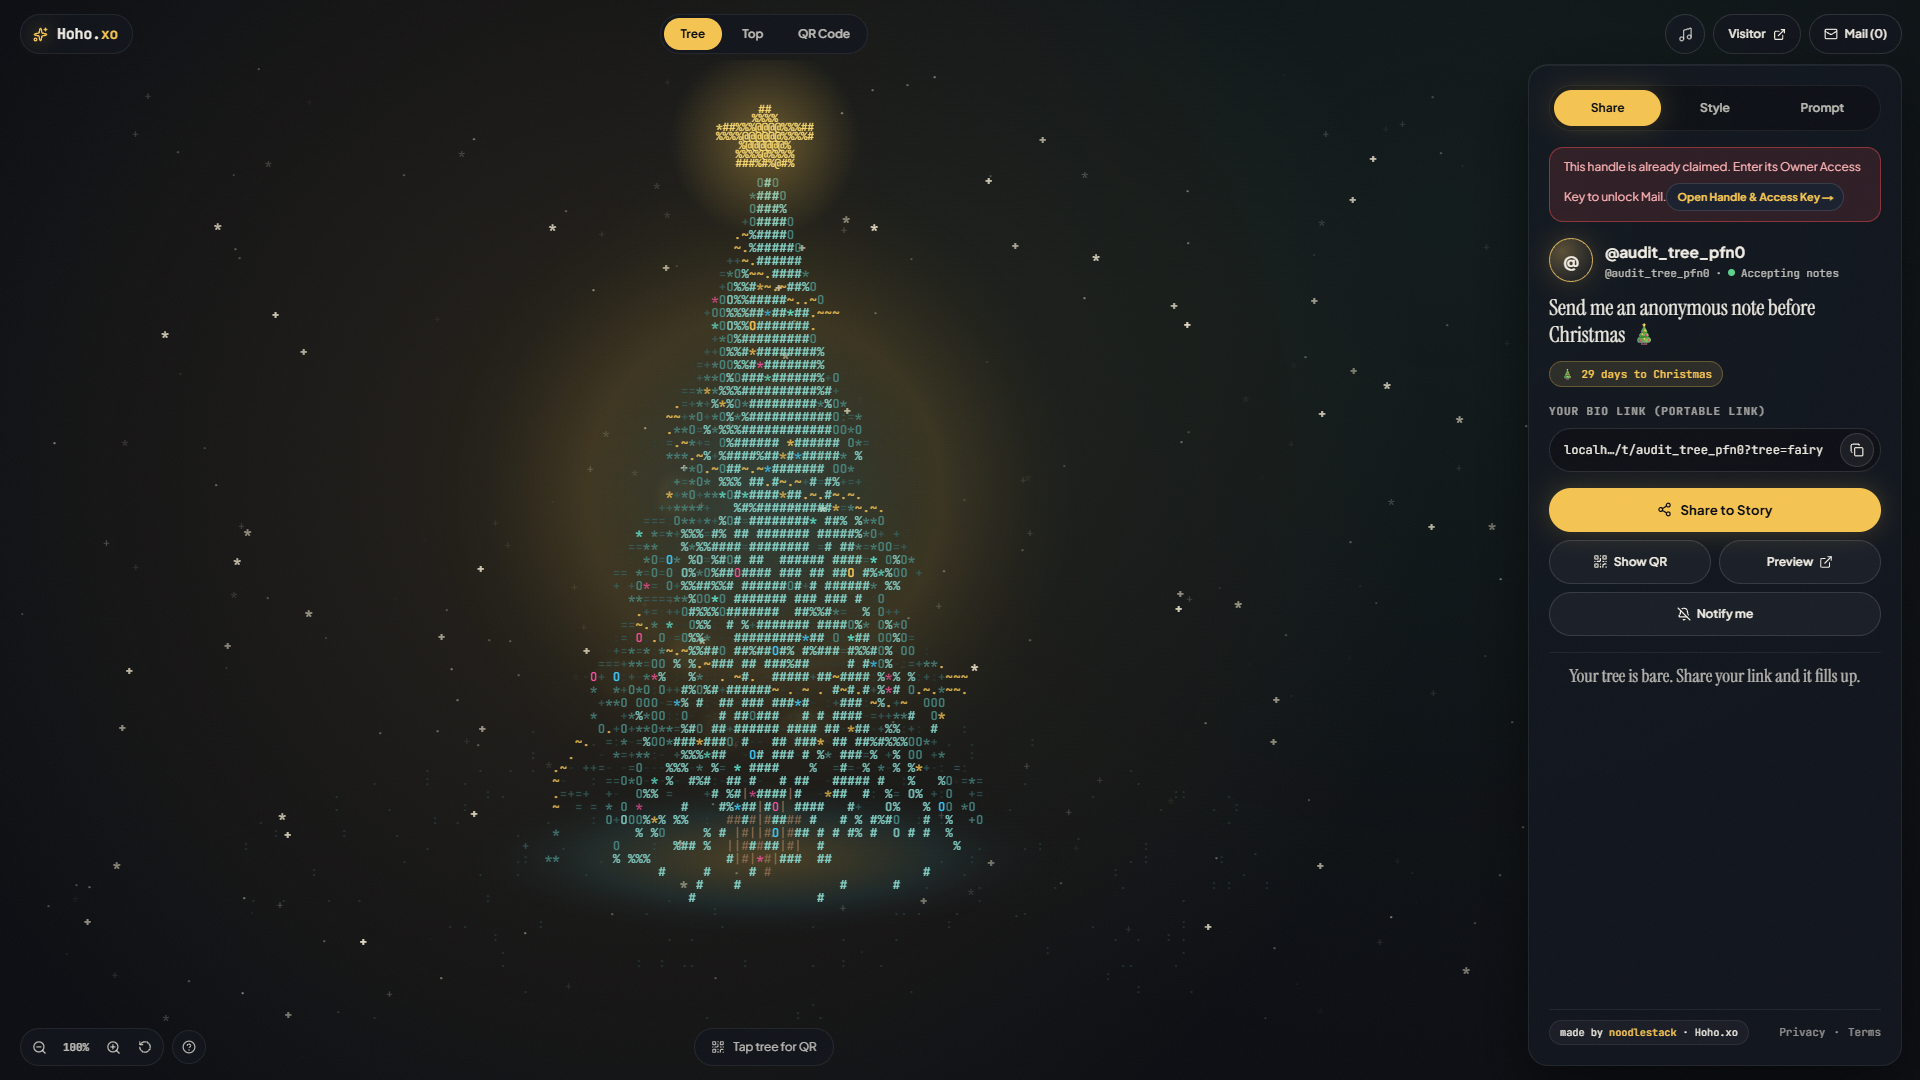 Hoho.xo
Tree
Top
QR Code
Visitor
Mail (0)
Share
Style
Prompt
This handle is already claimed. Enter its Owner Access
Key to unlock Mail. Open Handle & Access Key →
@
@audit_tree_pfn0
@audit_tree_pfn0 · Accepting notes
Send me an anonymous note before
Christmas 🎄
🎄 29 days to Christmas
YOUR BIO LINK (PORTABLE LINK)
localh…/t/audit_tree_pfn0?tree=fairy
Share to Story
Show QR
Preview
Notify me
Your tree is bare. Share your link and it fills up.
100%
Tap tree for QR
made by noodlestack · Hoho.xo
Privacy · Terms